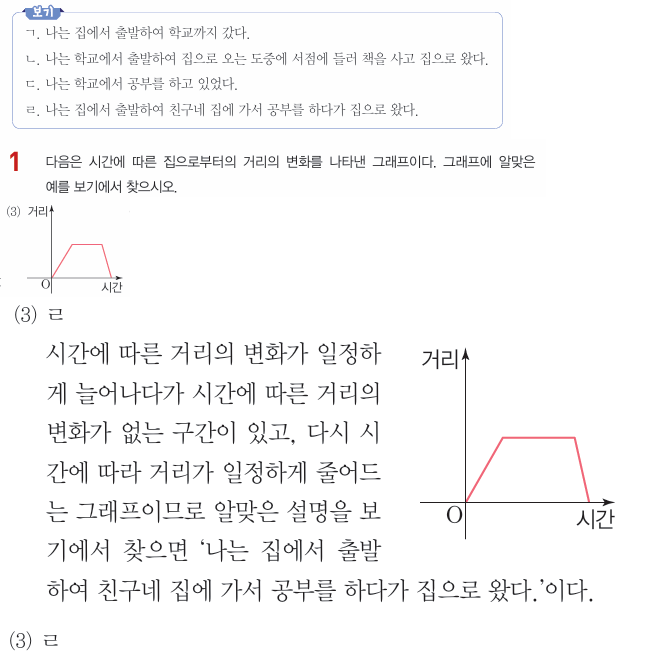 보기
ㄱ. 나는 집에서 출발하여 학교까지 갔다.
ㄴ. 나는 학교에서 출발하여 집으로 오는 도중에 서점에 들러 책을 사고 집으로 왔다.
ㄷ. 나는 학교에서 공부를 하고 있었다.
ㄹ. 나는 집에서 출발하여 친구네 집에 가서 공부를 하다가 집으로 왔다.
1 다음은 시간에 따른 집으로부터의 거리의 변화를 나타낸 그래프이다. 그래프에 알맞은
예를 보기에서 찾으시오.
(3) 거리
O 시간
(3) ㄹ
시간에 따른 거리의 변화가 일정하
게 늘어나다가 시간에 따른 거리의
변화가 없는 구간이 있고, 다시 시
간에 따라 거리가 일정하게 줄어드
는 그래프이므로 알맞은 설명을 보
기에서 찾으면 ‘나는 집에서 출발
하여 친구네 집에 가서 공부를 하다가 집으로 왔다.’이다.
거리
O 시간
(3) ㄹ